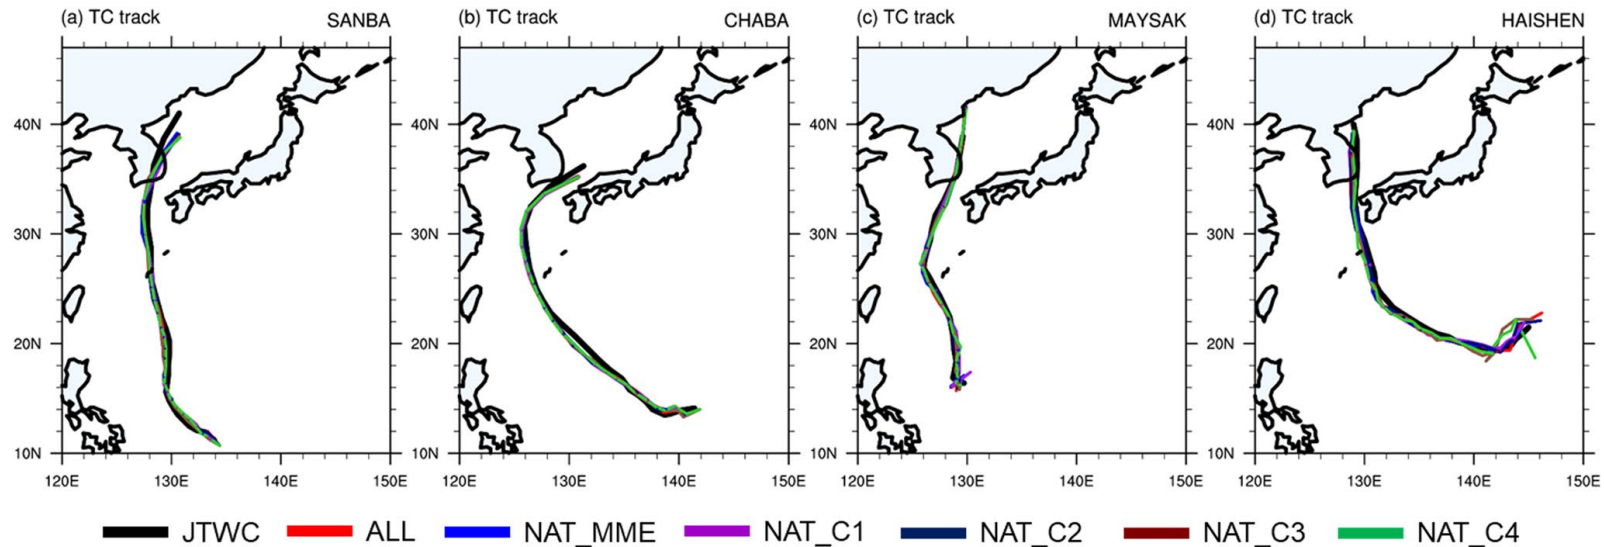 (a) TC track SANBA
(b) TC track CHABA
(c) TC track MAYSAK
(d) TC track HAISHEN
40N 40N 40N 40N
30N 30N 30N 30N
20N 20N 20N 20N
10N 10N 10N 10N
120E 130E 140E 150E 120E 130E 140E 150E 120E 130E 140E 150E 120E 130E 140E 150E
JTWC ALL NAT_MME NAT_C1 NAT_C2 NAT_C3 NAT_C4